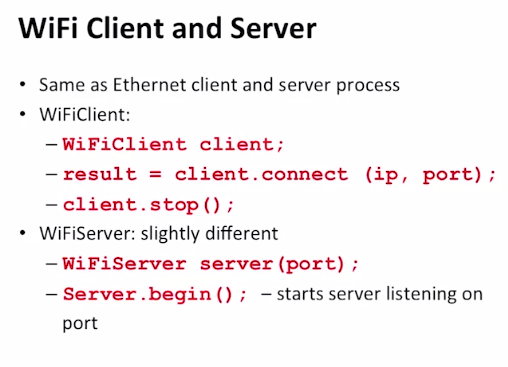 WiFi Client and Server
• Same as Ethernet client and server process
• WiFiClient:
– WiFiClient client;
– result = client.connect (ip, port);
– client.stop();
• WiFiServer: slightly different
– WiFiServer server(port);
– Server.begin(); – starts server listening on
port